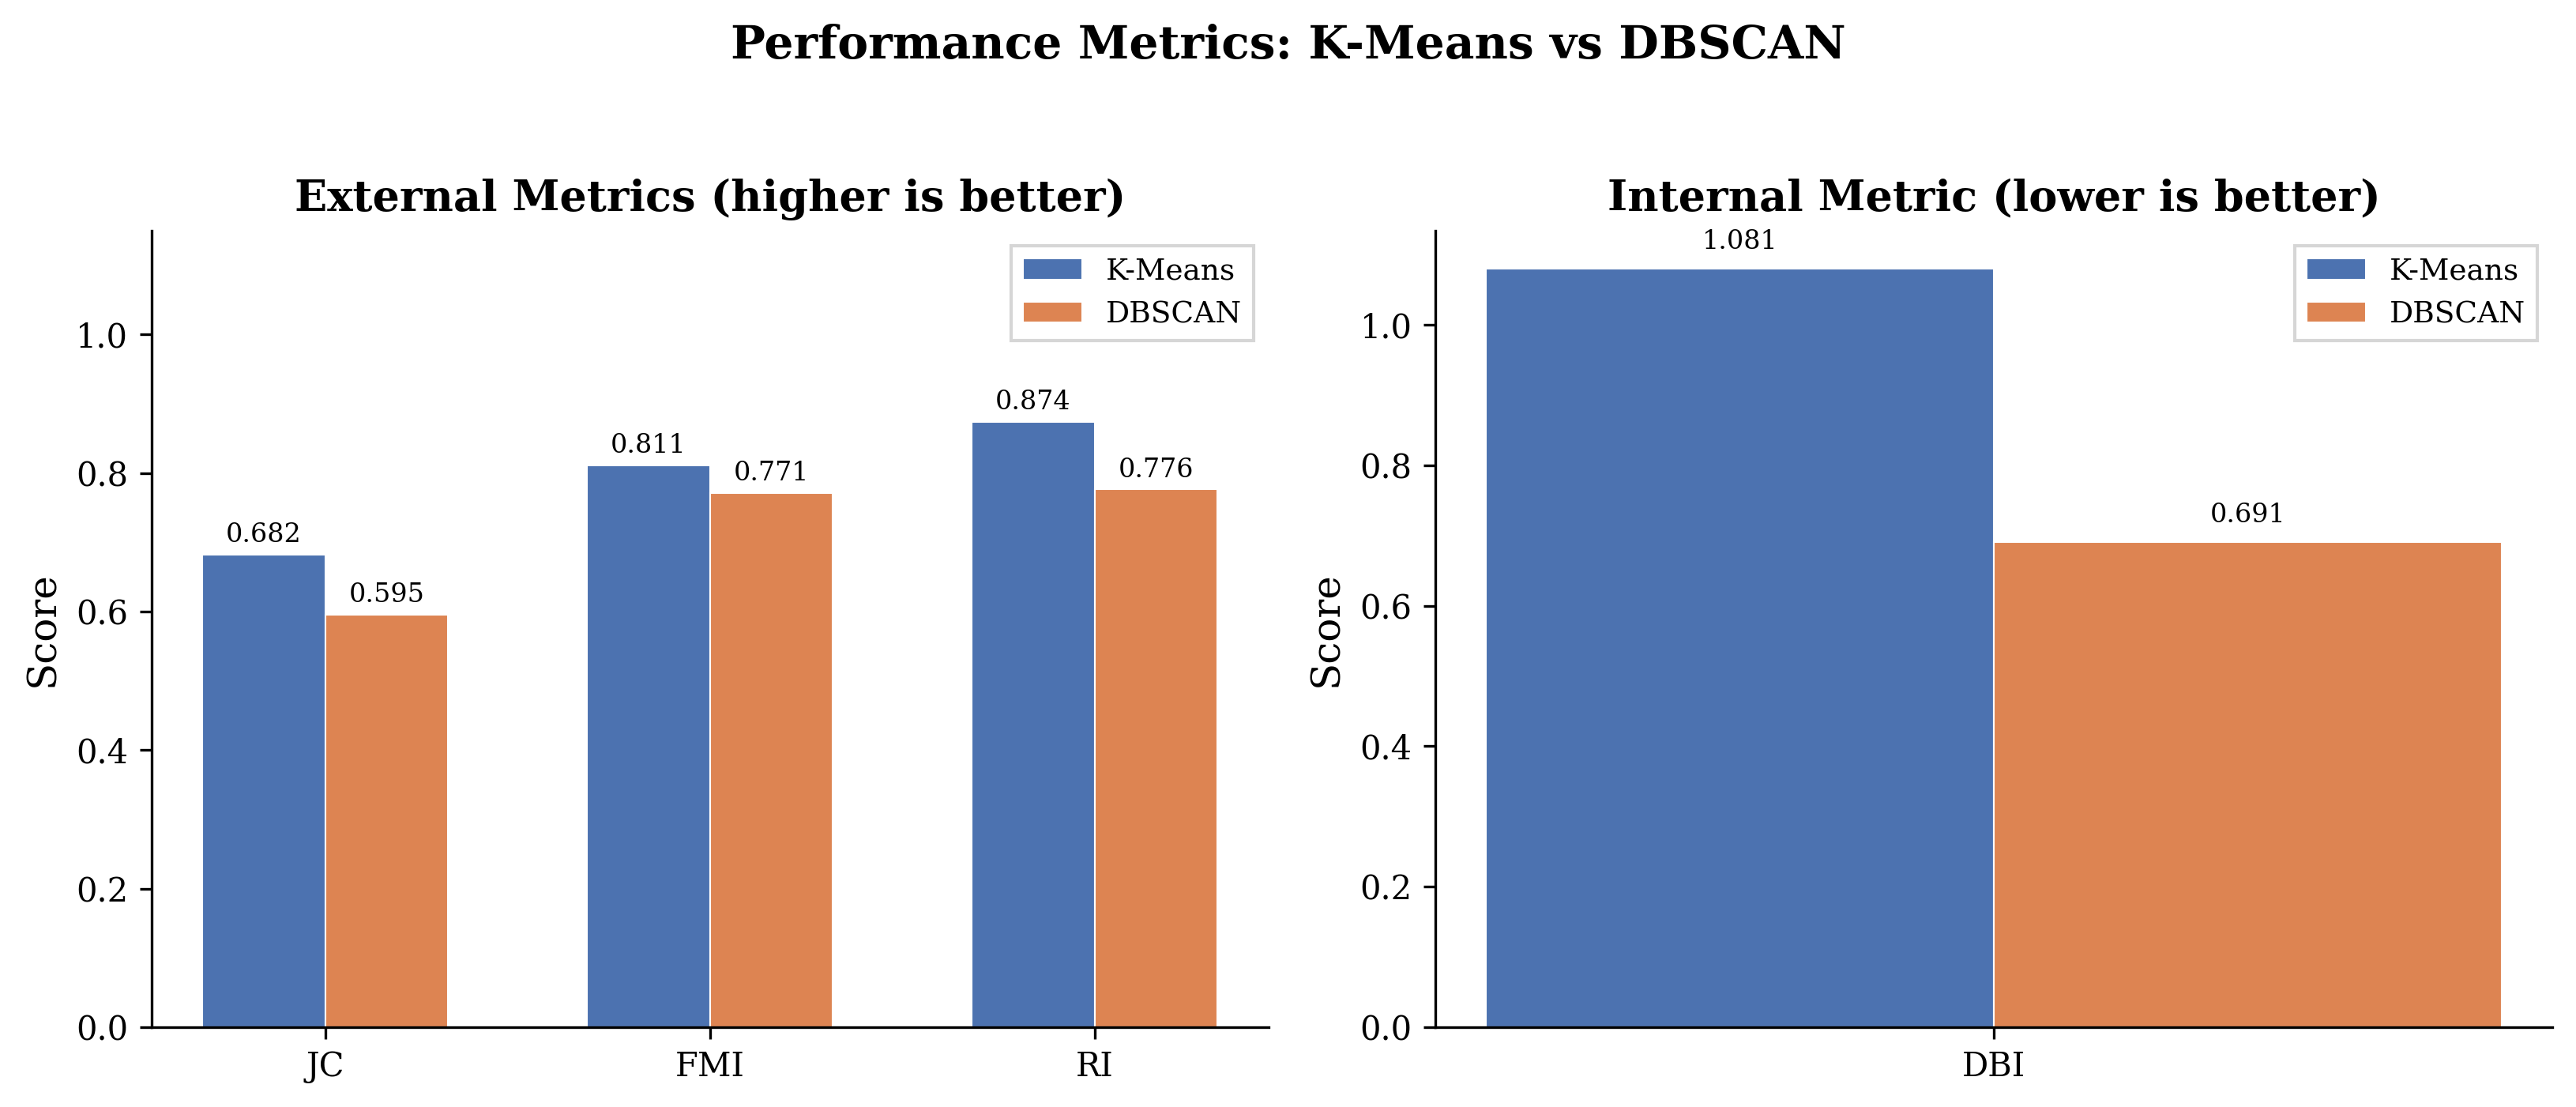 Performance Metrics: K-Means vs DBSCAN
External Metrics (higher is better)
K-Means
DBSCAN
Score
1.0
0.8
0.6
0.4
0.2
0.0
0.682
0.595
0.811
0.771
0.874
0.776
JC
FMI
RI
Internal Metric (lower is better)
K-Means
DBSCAN
Score
1.0
0.8
0.6
0.4
0.2
0.0
1.081
0.691
DBI